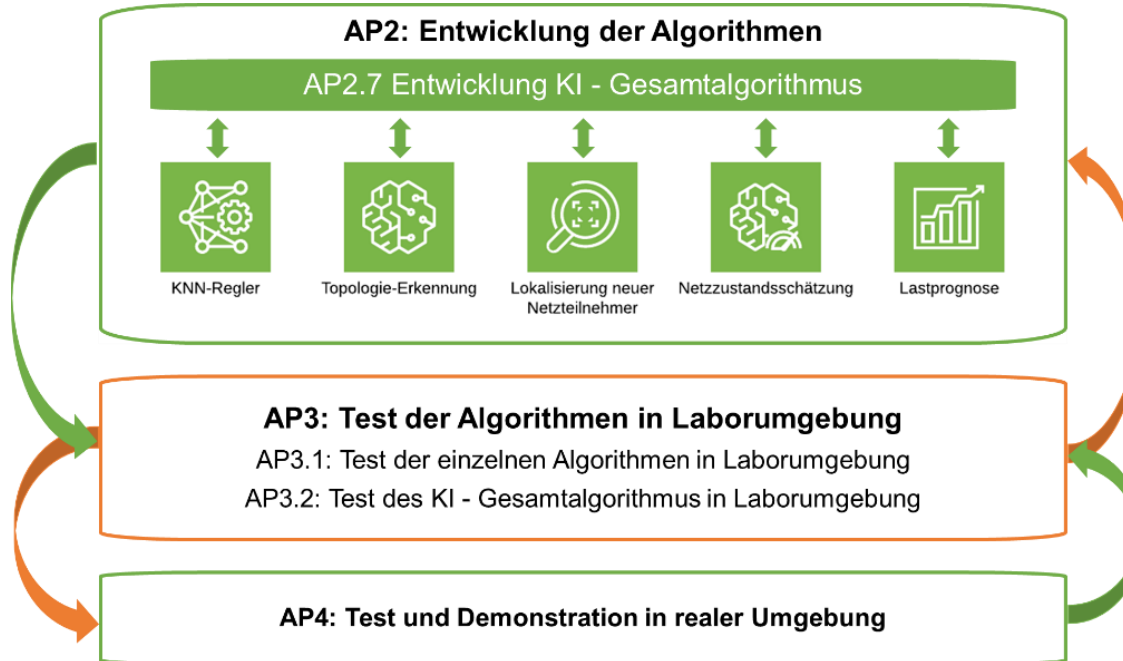 AP2: Entwicklung der Algorithmen
AP2.7 Entwicklung KI - Gesamtalgorithmus
KNN-Regler
Topologie-Erkennung
Lokalisierung neuer
Netzteilnehmer
Netzzustandsschätzung
Lastprognose
AP3: Test der Algorithmen in Laborumgebung
AP3.1: Test der einzelnen Algorithmen in Laborumgebung
AP3.2: Test des KI - Gesamtalgorithmus in Laborumgebung
AP4: Test und Demonstration in realer Umgebung